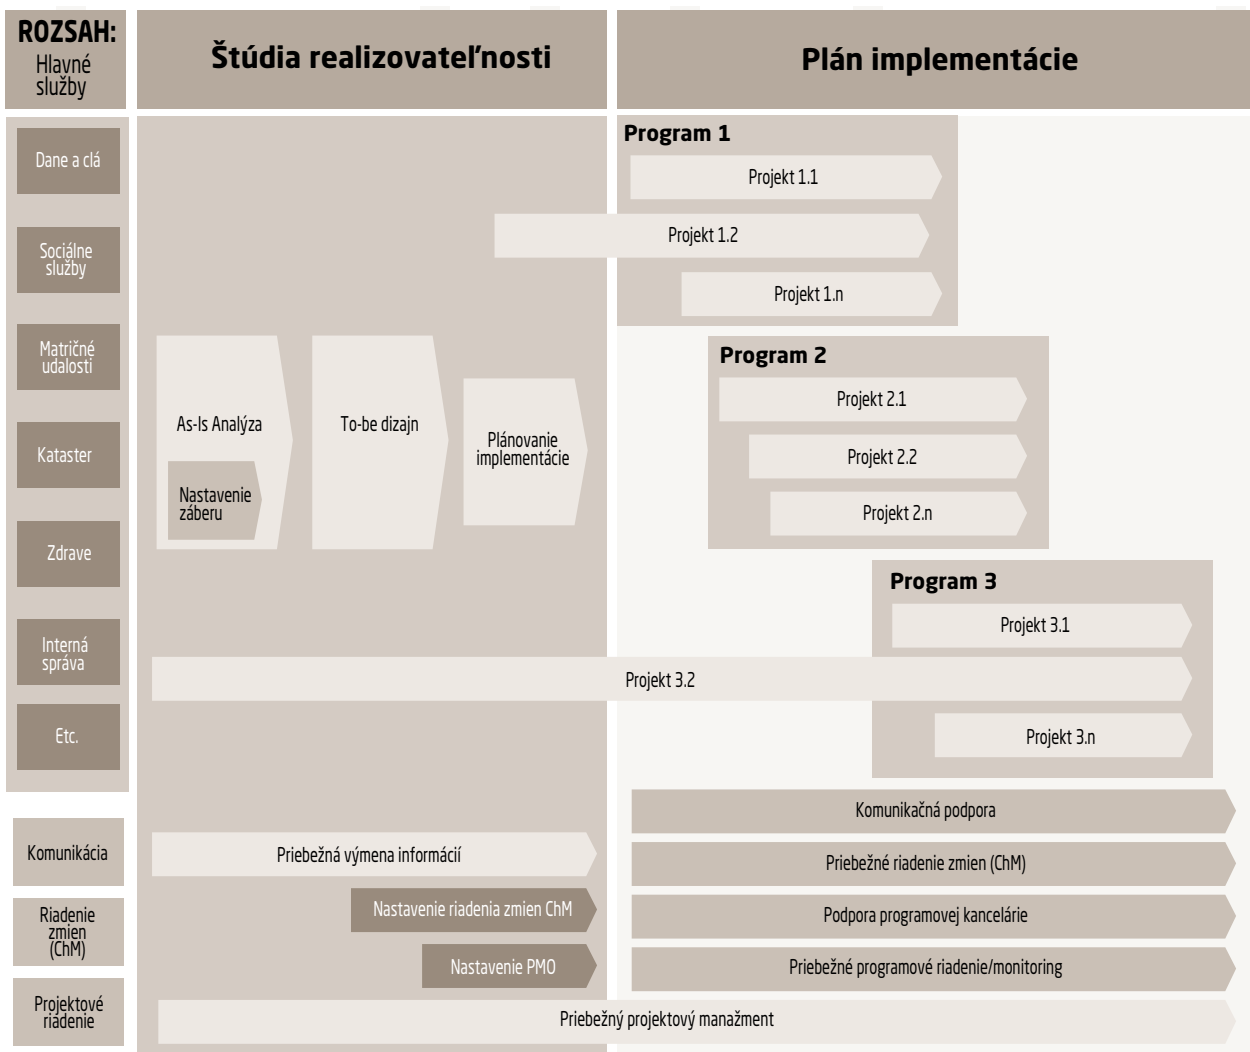 ROZSAH:
Hlavné
služby
Štúdia realizovateľnosti
Plán implementácie
Dane a clá
Sociálne
služby
Matričné
udalosti
Kataster
Zdrave
Interná
správa
Etc.
Komunikácia
Riadenie
zmien
(ChM)
Projektové
riádenie
As-Is Analýza
Nastavenie
záberu
To-be dizajn
Plánovanie
implementácie
Program 1
Projekt 1.1
Projekt 1.2
Projekt 1.n
Program 2
Projekt 2.1
Projekt 2.2
Projekt 2.n
Program 3
Projekt 3.1
Projekt 3.2
Projekt 3.n
Priebežná výmena informácií
Nastavenie riadenia zmien ChM
Nastavenie PMO
Komunikačná podpora
Priebežné riadenie zmien (ChM)
Podpora programovej kancelárie
Priebežné programové riadenie/monitoring
Priebežný projektový manažment